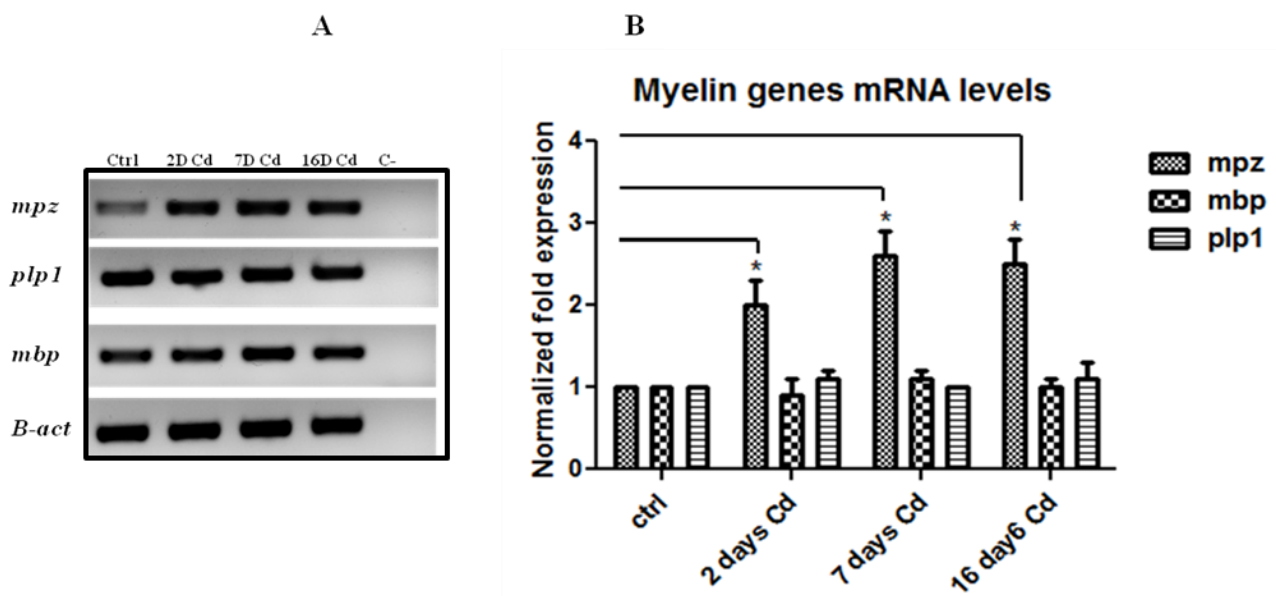 A
B
Ctrl 2D Cd 7D Cd 16D Cd C-
mpz
plp1
mbp
B-act
Myelin genes mRNA levels
Normalized fold expression
4
3
2
1
0
* * *
ctrl
2 days Cd
7 days Cd
16 day6 Cd
mpz
mbp
plp1